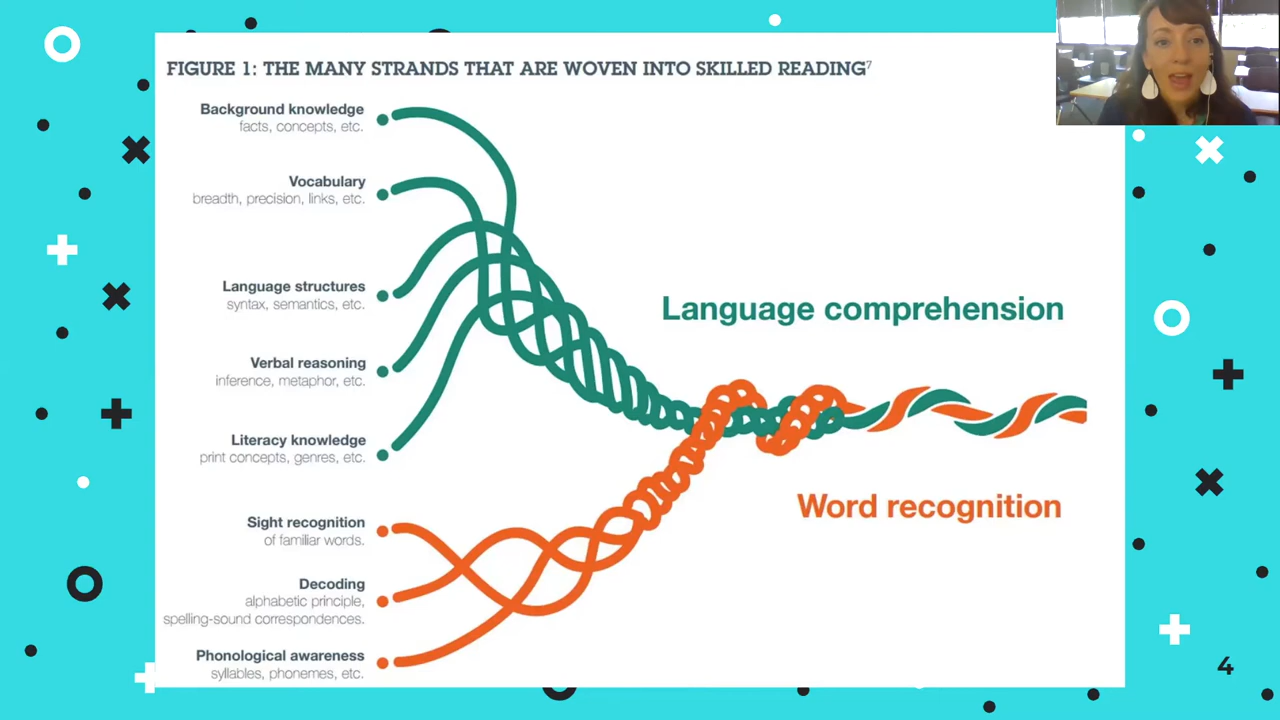 FIGURE 1: THE MANY STRANDS THAT ARE WOVEN INTO SKILLED READING⁷
Background knowledge
facts, concepts, etc.
Vocabulary
breadth, precision, links, etc.
Language structures
syntax, semantics, etc.
Verbal reasoning
inference, metaphor, etc.
Literacy knowledge
print concepts, genres, etc.
Language comprehension
Sight recognition
of familiar words.
Decoding
alphabetic principle,
spelling-sound correspondences.
Phonological awareness
syllables, phonemes, etc.
Word recognition
4